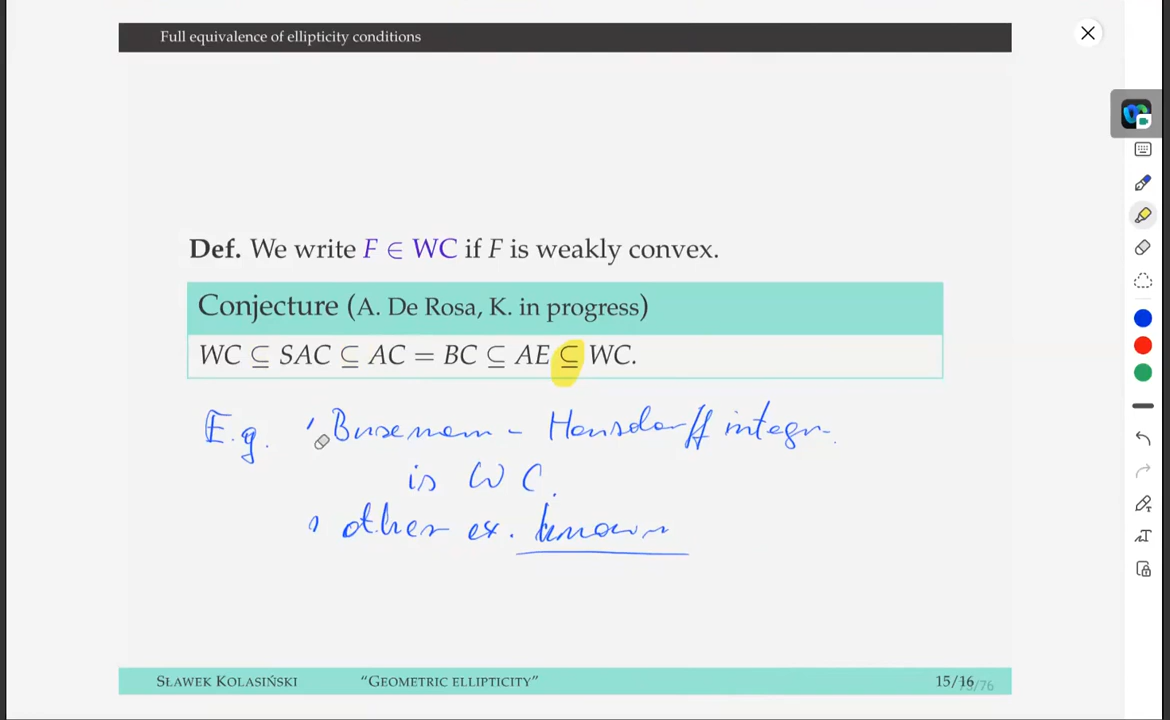 Full equivalence of ellipticity conditions
Def. We write F ∈ WC if F is weakly convex.
Conjecture (A. De Rosa, K. in progress)
WC ⊆ SAC ⊆ AC = BC ⊆ AE ⊆ WC.
E.g. Busemann - Hausdorff integr.
is WC.
other ex. known
SŁAWEK KOLASIŃSKI "GEOMETRIC ELLIPTICITY" 15/16
/76